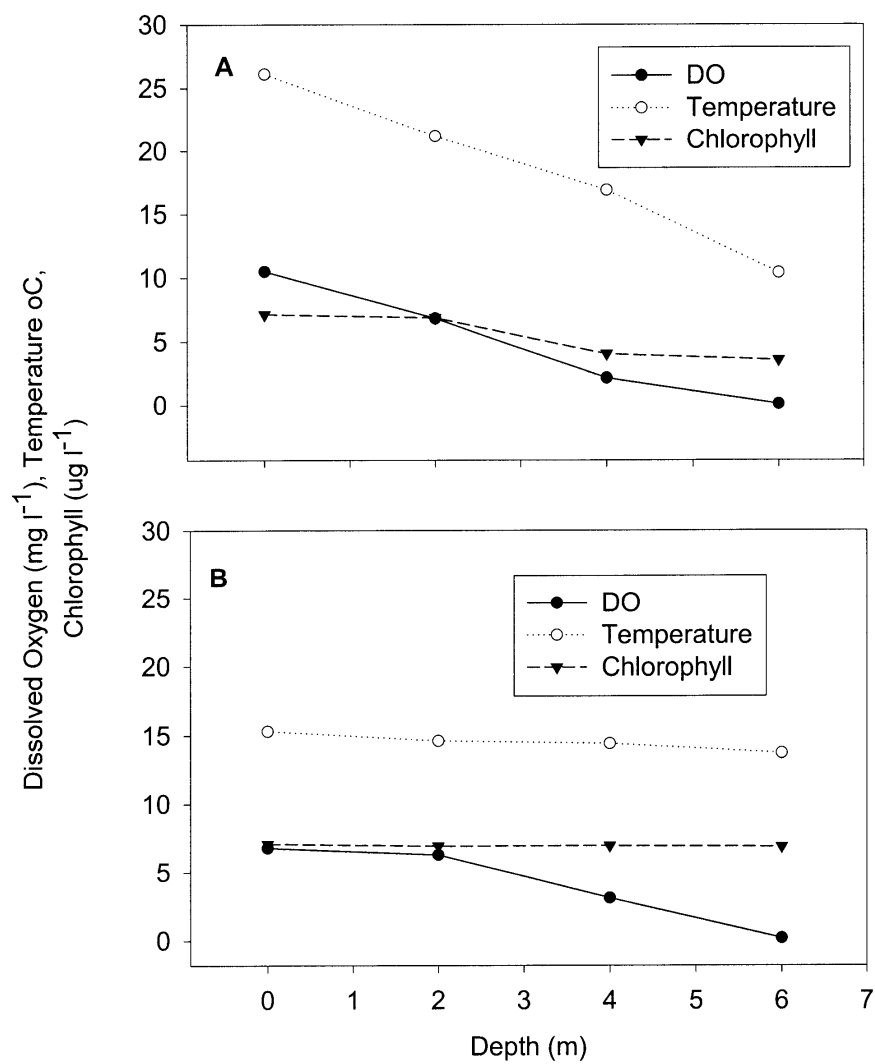 Dissolved Oxygen (mg l⁻¹), Temperature oC,
Chlorophyll (ug l⁻¹)
30
25
20
15
10
5
0
A
DO
Temperature
Chlorophyll
30
25
20
15
10
5
0
B
DO
Temperature
Chlorophyll
0 1 2 3 4 5 6 7
Depth (m)